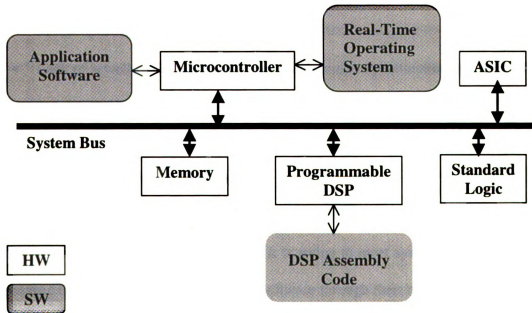 Application
Software
Microcontroller
Real-Time
Operating
System
ASIC
System Bus
Memory
Programmable
DSP
Standard
Logic
DSP Assembly
Code
HW
SW